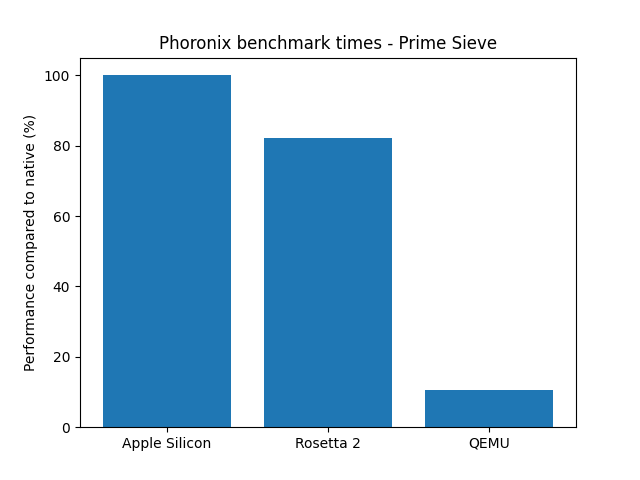 Phoronix benchmark times - Prime Sieve
Performance compared to native (%)
100
80
60
40
20
0
Apple Silicon
Rosetta 2
QEMU